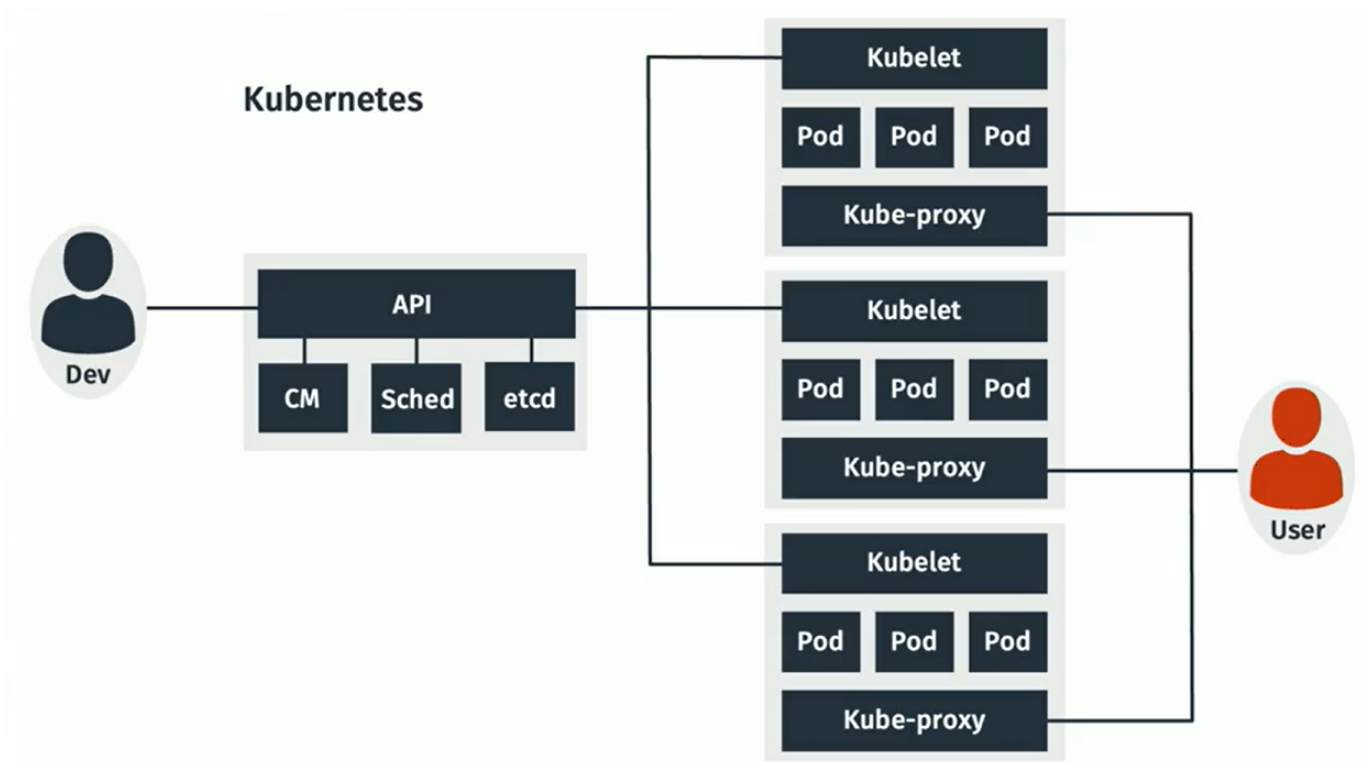 Kubernetes
Dev
API
CM Sched etcd
Kubelet
Pod Pod Pod
Kube-proxy
Kubelet
Pod Pod Pod
Kube-proxy
Kubelet
Pod Pod Pod
Kube-proxy
User